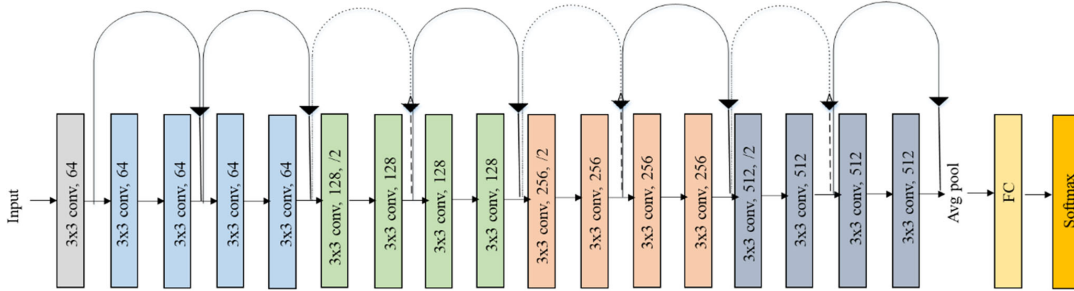 Input
3x3 conv, 64
3x3 conv, 64
3x3 conv, 64
3x3 conv, 64
3x3 conv, 64
3x3 conv, 128, /2
3x3 conv, 128
3x3 conv, 128
3x3 conv, 128
3x3 conv, 256, /2
3x3 conv, 256
3x3 conv, 256
3x3 conv, 256
3x3 conv, 512, /2
3x3 conv, 512
3x3 conv, 512
3x3 conv, 512
Avg pool
FC
Softmax